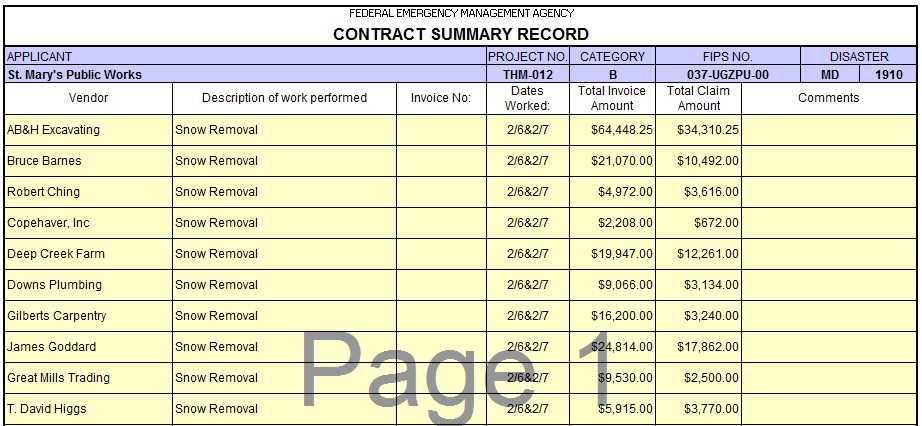 FEDERAL EMERGENCY MANAGEMENT AGENCY
CONTRACT SUMMARY RECORD
APPLICANT PROJECT NO. CATEGORY FIPS NO. DISASTER
St. Mary's Public Works THM-012 B 037-UGZPU-00 MD 1910
Vendor Description of work performed Invoice No: Dates Worked: Total Invoice Amount Total Claim Amount Comments
AB&H Excavating Snow Removal 2/6&2/7 $64,448.25 $34,310.25
Bruce Barnes Snow Removal 2/6&2/7 $21,070.00 $10,492.00
Robert Ching Snow Removal 2/6&2/7 $4,972.00 $3,616.00
Copehaver, Inc Snow Removal 2/6&2/7 $2,208.00 $672.00
Deep Creek Farm Snow Removal 2/6&2/7 $19,947.00 $12,261.00
Downs Plumbing Snow Removal 2/6&2/7 $9,066.00 $3,134.00
Gilberts Carpentry Snow Removal 2/6&2/7 $16,200.00 $3,240.00
James Goddard Snow Removal 2/6&2/7 $24,814.00 $17,862.00
Great Mills Trading Snow Removal 2/6&2/7 $9,530.00 $2,500.00
T. David Higgs Snow Removal 2/6&2/7 $5,915.00 $3,770.00
Page 1